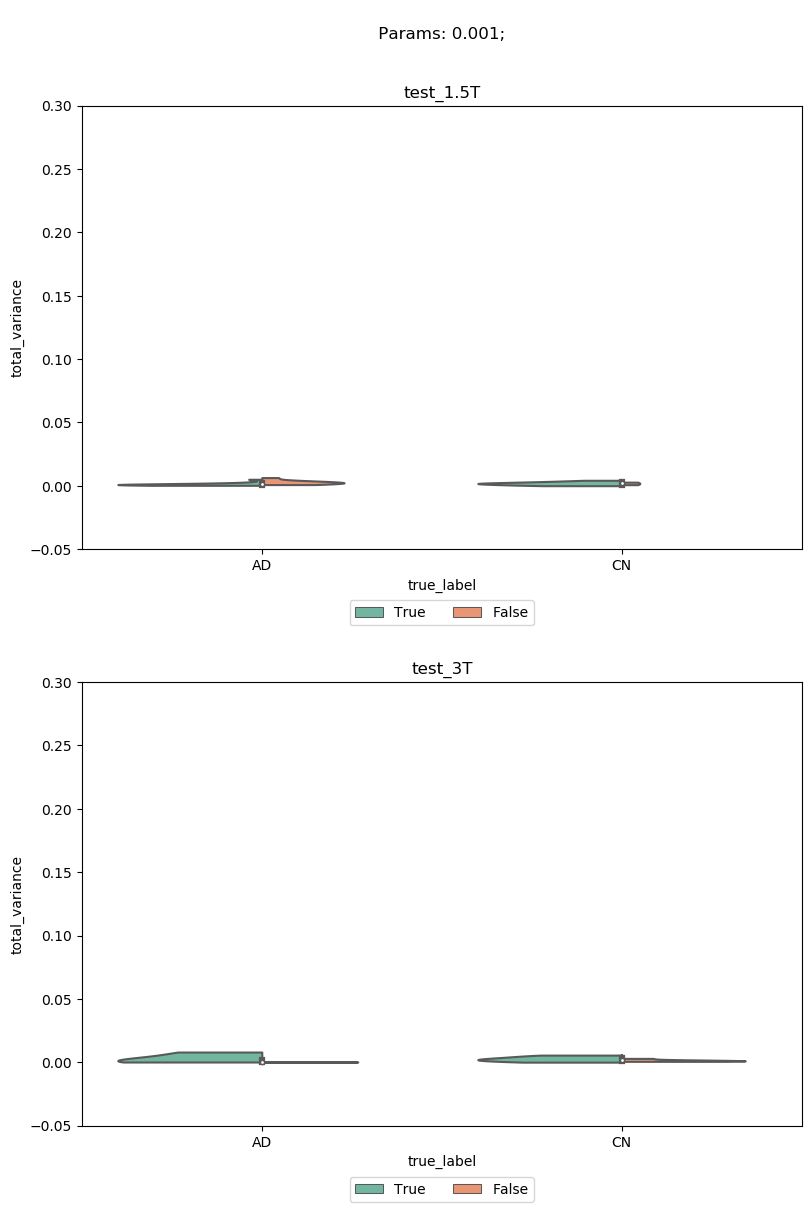 Params: 0.001;
test_1.5T
0.30
0.25
0.20
0.15
0.10
0.05
0.00
−0.05
total_variance
AD CN
true_label
True False
test_3T
0.30
0.25
0.20
0.15
0.10
0.05
0.00
−0.05
total_variance
AD CN
true_label
True False